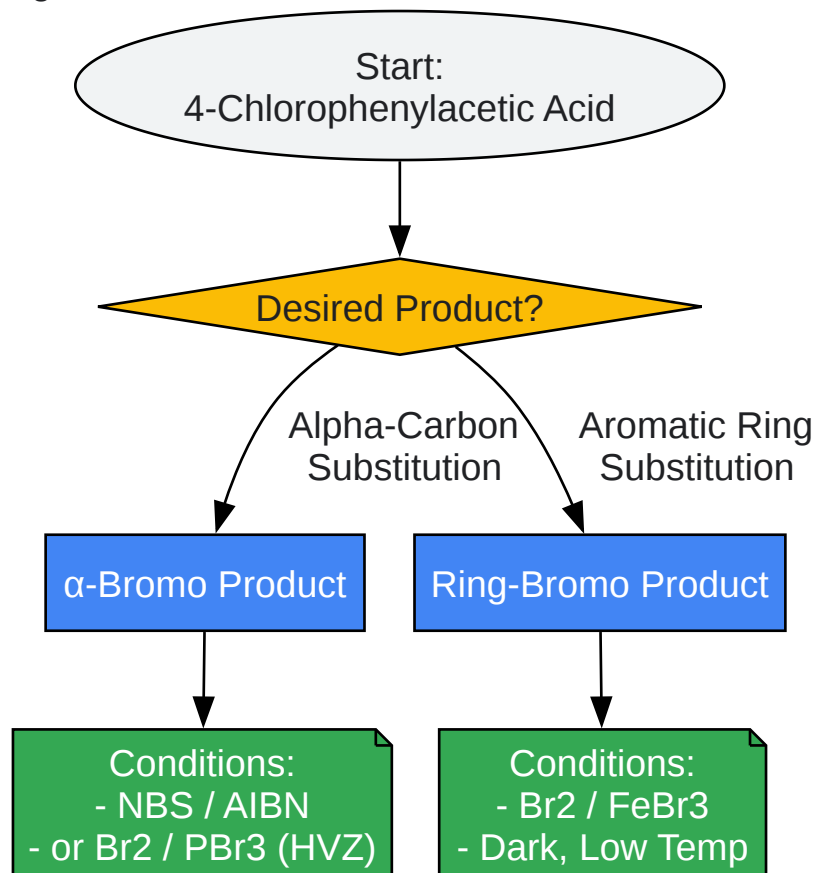 Start:
4-Chlorophenylacetic Acid
Desired Product?
Alpha-Carbon
Substitution
Aromatic Ring
Substitution
α-Bromo Product
Ring-Bromo Product
Conditions:
- NBS / AIBN
- or Br2 / PBr3 (HVZ)
Conditions:
- Br2 / FeBr3
- Dark, Low Temp